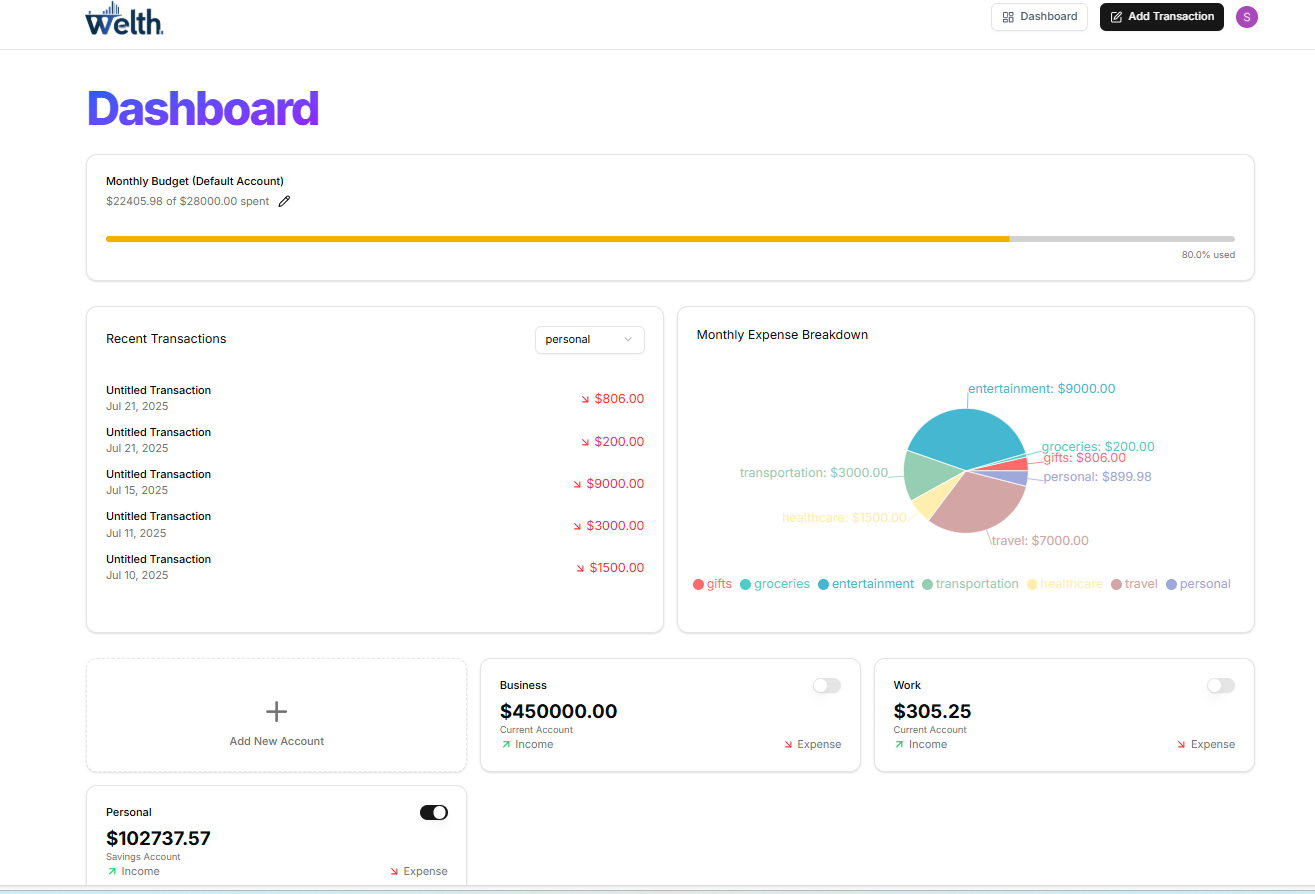 Welth.
Dashboard
Add Transaction
S
Dashboard
Monthly Budget (Default Account)
$22405.98 of $28000.00 spent
80.0% used
Recent Transactions
personal
Untitled Transaction
Jul 21, 2025
$806.00
Untitled Transaction
Jul 21, 2025
$200.00
Untitled Transaction
Jul 15, 2025
$9000.00
Untitled Transaction
Jul 11, 2025
$3000.00
Untitled Transaction
Jul 10, 2025
$1500.00
Monthly Expense Breakdown
entertainment: $9000.00
groceries: $200.00
gifts: $806.00
transportation: $3000.00
personal: $899.98
healthcare: $1500.00
travel: $7000.00
gifts groceries entertainment transportation healthcare travel personal
Add New Account
Business
$450000.00
Current Account
Income Expense
Work
$305.25
Current Account
Income Expense
Personal
$102737.57
Savings Account
Income Expense